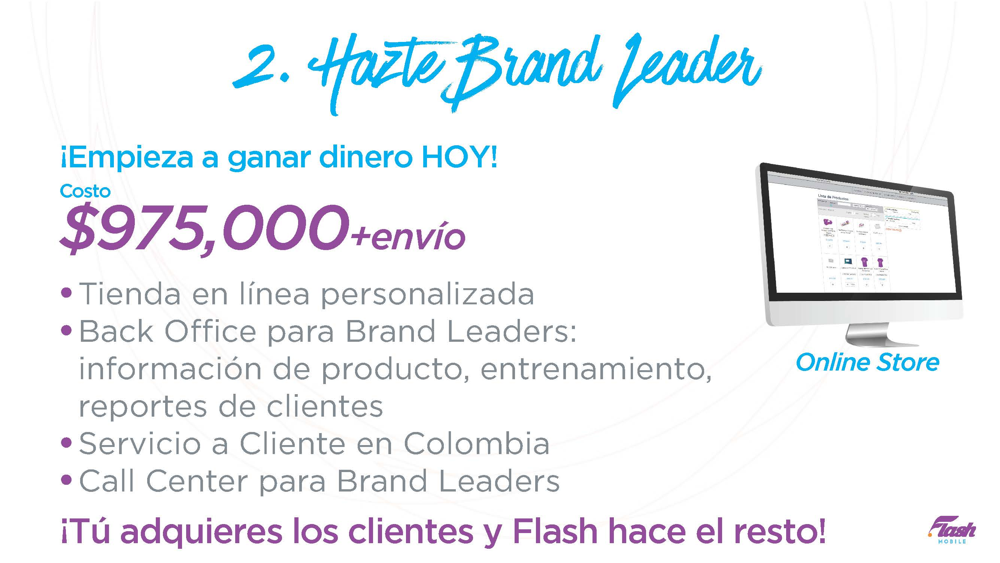 2. Hazte Brand Leader
¡Empieza a ganar dinero HOY!
Costo
$975,000+envío
• Tienda en línea personalizada
• Back Office para Brand Leaders:
información de producto, entrenamiento,
reportes de clientes
• Servicio a Cliente en Colombia
• Call Center para Brand Leaders
¡Tú adquieres los clientes y Flash hace el resto!
Lista de Productos
Online Store
Flash
MOBILE